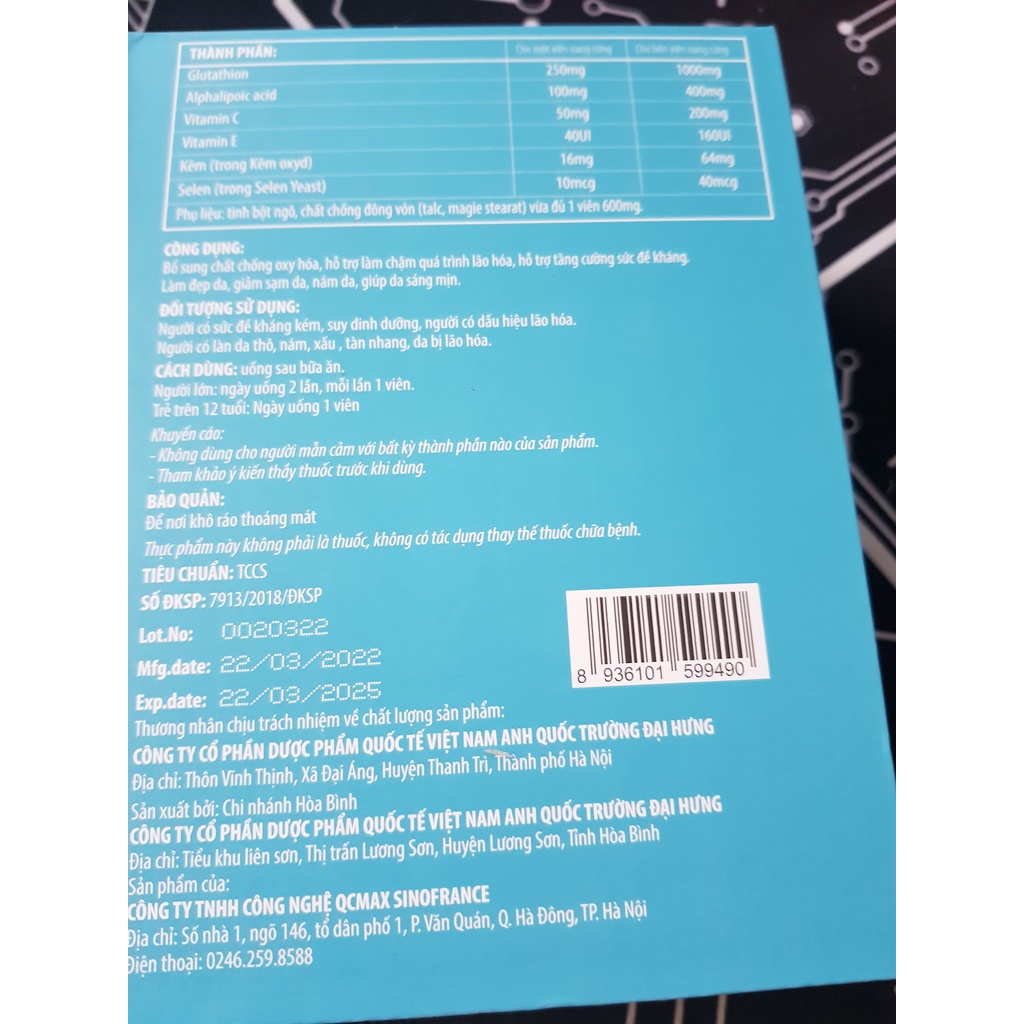 THÀNH PHẦN: Cho một viên nang cứng Cho bốn viên nang cứng
Glutathion 250mg 1000mg
Alphalipoic acid 100mg 400mg
Vitamin C 50mg 200mg
Vitamin E 40UI 160UI
Kẽm (trong Kẽm oxyd) 16mg 64mg
Selen (trong Selen Yeast) 10mcg 40mcg
Phụ liệu: tinh bột ngô, chất chống đông vón (talc, magie stearat) vừa đủ 1 viên 600mg.
CÔNG DỤNG:
Bổ sung chất chống oxy hóa, hỗ trợ làm chậm quá trình lão hóa, hỗ trợ tăng cường sức đề kháng.
Làm đẹp da, giảm sạm da, nám da, giúp da sáng mịn.
ĐỐI TƯỢNG SỬ DỤNG:
Người có sức đề kháng kém, suy dinh dưỡng, người có dấu hiệu lão hóa.
Người có làn da thô, nám, xấu , tàn nhang, da bị lão hóa.
CÁCH DÙNG: uống sau bữa ăn.
Người lớn: ngày uống 2 lần, mỗi lần 1 viên.
Trẻ trên 12 tuổi: Ngày uống 1 viên
Khuyến cáo:
- Không dùng cho người mẫn cảm với bất kỳ thành phần nào của sản phẩm.
- Tham khảo ý kiến thầy thuốc trước khi dùng.
BẢO QUẢN:
Để nơi khô ráo thoáng mát
Thực phẩm này không phải là thuốc, không có tác dụng thay thế thuốc chữa bệnh.
TIÊU CHUẨN: TCCS
SỐ ĐKSP: 7913/2018/ĐKSP
Lot.No: 0020322
Mfg.date: 22/03/2022
Exp.date: 22/03/2025
8 936101 599490
Thương nhân chịu trách nhiệm về chất lượng sản phẩm:
CÔNG TY CỔ PHẦN DƯỢC PHẨM QUỐC TẾ VIỆT NAM ANH QUỐC TRƯỜNG ĐẠI HƯNG
Địa chỉ: Thôn Vĩnh Thịnh, Xã Đại Áng, Huyện Thanh Trì, Thành phố Hà Nội
Sản xuất bởi: Chi nhánh Hòa Bình
CÔNG TY CỔ PHẦN DƯỢC PHẨM QUỐC TẾ VIỆT NAM ANH QUỐC TRƯỜNG ĐẠI HƯNG
Địa chỉ: Tiểu khu liên sơn, Thị trấn Lương Sơn, Huyện Lương Sơn, Tỉnh Hòa Bình
Sản phẩm của:
CÔNG TY TNHH CÔNG NGHỆ QCMAX SINOFRANCE
Địa chỉ: Số nhà 1, ngõ 146, tổ dân phố 1, P. Văn Quán, Q. Hà Đông, TP. Hà Nội
Điện thoại: 0246.259.8588